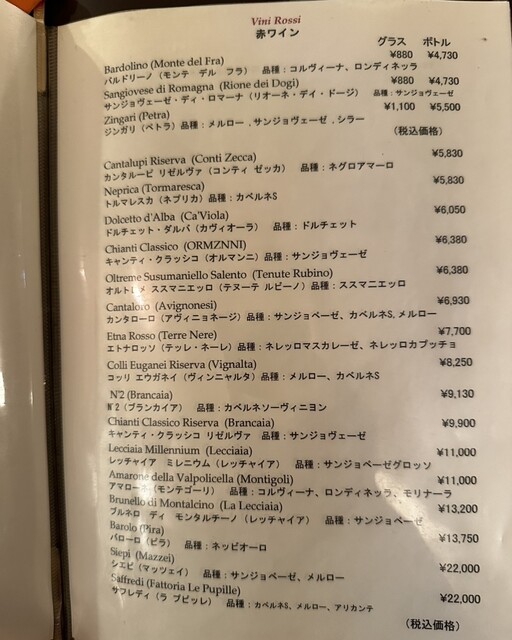 Vini Rossi
赤ワイン
グラス ボトル
Bardolino (Monte del Fra) ¥880 ¥4,730
バルドリーノ（モンテ デル フラ） 品種：コルヴィーナ、ロンディネッラ
Sangiovese di Romagna (Rione dei Dogi) ¥880 ¥4,730
サンジョヴェーゼ・ディ・ロマーナ（リオーネ・デイ・ドージ） 品種：サンジョヴェーゼ
Zingari (Petra) ¥1,100 ¥5,500
ジンガリ（ペトラ）品種：メルロー , サンジョヴェーゼ , シラー
（税込価格）
Cantalupi Riserva (Conti Zecca) ¥5,830
カンタルーピ リゼルヴァ（コンティ ゼッカ） 品種：ネグロアマーロ
Neprica (Tormaresca) ¥5,830
トルマレスカ（ネプリカ）品種：カベルネS
Dolcetto d'Alba (Ca'Viola) ¥6,050
ドルチェット・ダルバ（カヴィオーラ） 品種：ドルチェット
Chianti Classico (ORMZNNI) ¥6,380
キャンティ・クラッシコ（オルマンニ）品種：サンジョヴェーゼ
Oltreme Susumaniello Salento (Tenute Rubino) ¥6,380
オルトレメ ススマニエッロ（テヌーテ ルビーノ）品種：ススマニエッロ
Cantaloro (Avignonesi) ¥6,930
カンタローロ（アヴィニョネージ）品種：サンジョベーゼ、カベルネS, メルロー
Etna Rosso (Terre Nere) ¥7,700
エトナロッソ（テッレ・ネーレ）品種：ネレッロマスカレーゼ、ネレッロカプッチョ
Colli Euganei Riserva (Vignalta) ¥8,250
コッリ エウガネイ（ヴィンニャルタ）品種：メルロー、カベルネS
N°2 (Brancaia) ¥9,130
N°2（ブランカイア） 品種：カベルネソーヴィニヨン
Chianti Classico Riserva (Brancaia) ¥9,900
キャンティ・クラッシコ リゼルヴァ 品種：サンジョヴェーゼ
Lecciaia Millennium (Lecciaia) ¥11,000
レッチャイア ミレニウム（レッチャイア） 品種：サンジョベーゼグロッソ
Amarone della Valpolicella (Montigoli) ¥11,000
アマローネ（モンテゴーリ） 品種：コルヴィーナ、ロンディネッラ、モリナーラ
Brunello di Montalcino (La Lecciaia) ¥13,200
ブルネロ ディ モンタルチーノ（レッチャイア） 品種：サンジョベーゼ
Barolo (Pira) ¥13,750
バローロ（ピラ） 品種：ネッビオーロ
Siepi (Mazzei) ¥22,000
シエピ（マッツェイ） 品種：サンジョベーゼ、メルロー
Saffredi (Fattoria Le Pupille) ¥22,000
サフレディ（ラ プピッレ） 品種：カベルネS、メルロー、アリカンテ
（税込価格）